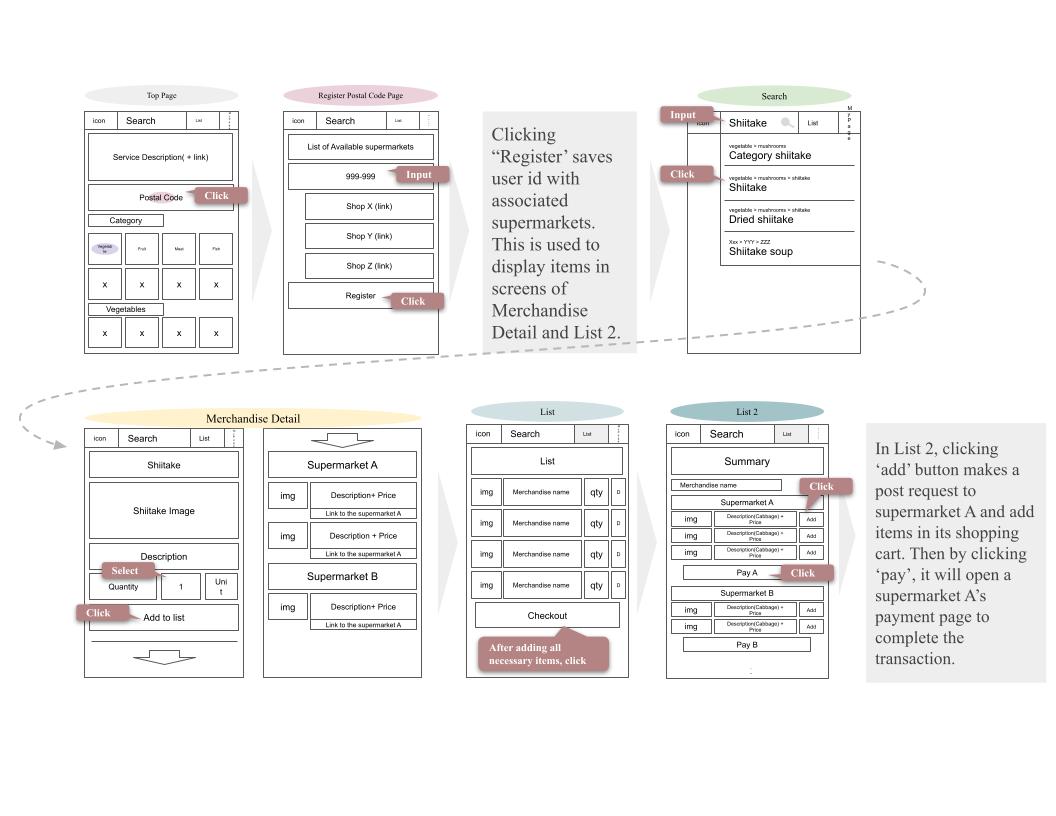 Top Page
icon Search List
Service Description( + link)
Postal Code
Click
Category
Vegetab
le
Fruit Meat Fish
x x x x
Vegetables
x x x x
Register Postal Code Page
icon Search List
List of Available supermarkets
999-999
Input
Shop X (link)
Shop Y (link)
Shop Z (link)
Register
Click
Clicking
“Register’ saves
user id with
associated
supermarkets.
This is used to
display items in
screens of
Merchandise
Detail and List 2.
Search
Input
icon Shiitake List
M
y
P
a
g
e
vegetable > mushrooms
Category shiitake
Click
vegetable > mushrooms > shiitake
Shiitake
vegetable > mushrooms > shiitake
Dried shiitake
Xxx > YYY > ZZZ
Shiitake soup
Merchandise Detail
icon Search List
Shiitake
Shiitake Image
Description
Select
Quantity 1 Uni
t
Click
Add to list
Supermarket A
img Description+ Price
Link to the supermarket A
img Description + Price
Link to the supermarket A
Supermarket B
img Description+ Price
Link to the supermarket A
List
icon Search List
List
img Merchandise name qty D
img Merchandise name qty D
img Merchandise name qty D
img Merchandise name qty D
Checkout
After adding all
necessary items, click
List 2
icon Search List
Summary
Merchandise name
Click
Supermarket A
img Description(Cabbage) +
Price Add
img Description(Cabbage) +
Price Add
img Description(Cabbage) +
Price Add
Pay A
Click
Supermarket B
img Description(Cabbage) +
Price Add
img Description(Cabbage) +
Price Add
Pay B
In List 2, clicking
‘add’ button makes a
post request to
supermarket A and add
items in its shopping
cart. Then by clicking
‘pay’, it will open a
supermarket A’s
payment page to
complete the
transaction.